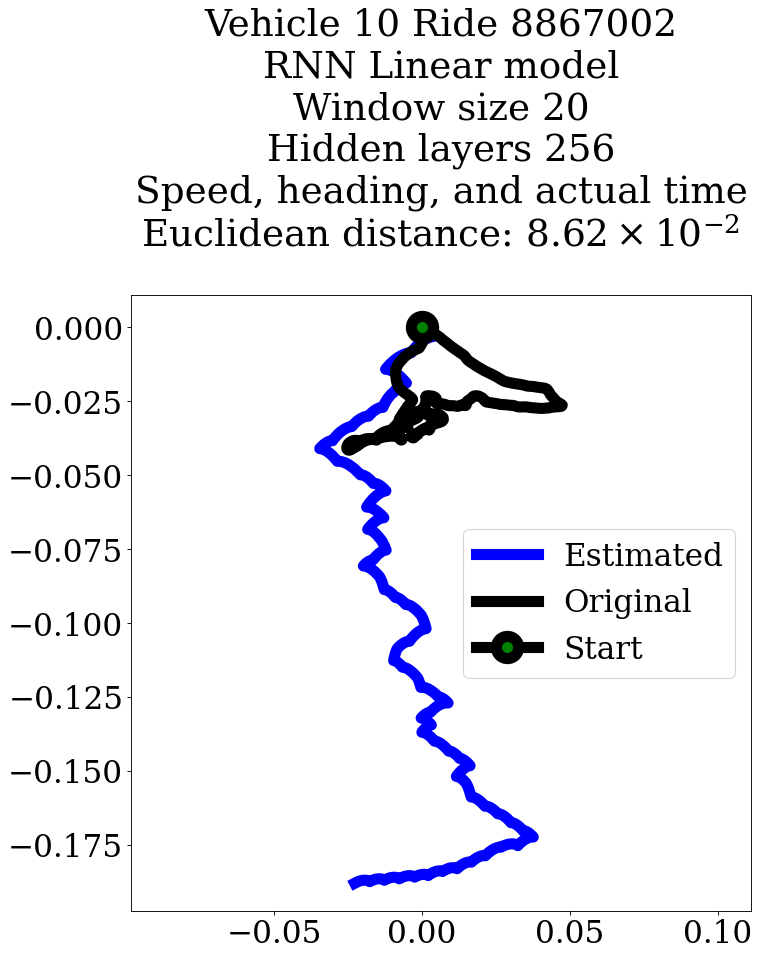 Vehicle 10 Ride 8867002
RNN Linear model
Window size 20
Hidden layers 256
Speed, heading, and actual time
Euclidean distance: 8.62 × 10⁻²
0.000
−0.025
−0.050
−0.075
−0.100
−0.125
−0.150
−0.175
Estimated
Original
Start
−0.05 0.00 0.05 0.10